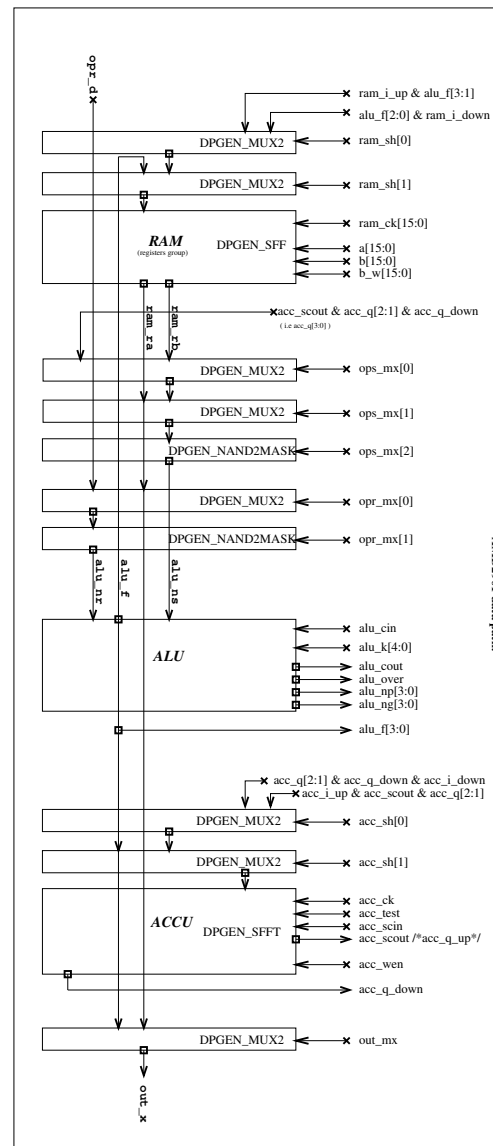 opr_d
ram_i_up & alu_f[3:1]
alu_f[2:0] & ram_i_down
DPGEN_MUX2
ram_sh[0]
DPGEN_MUX2
ram_sh[1]
RAM
(registers group)
DPGEN_SFF
ram_ck[15:0]
a[15:0]
b[15:0]
b_w[15:0]
ram_ra
ram_rb
acc_scout & acc_q[2:1] & acc_q_down
( i.e acc_q[3:0] )
DPGEN_MUX2
ops_mx[0]
DPGEN_MUX2
ops_mx[1]
DPGEN_NAND2MASK
ops_mx[2]
DPGEN_MUX2
opr_mx[0]
DPGEN_NAND2MASK
opr_mx[1]
alu_nr
alu_f
alu_ns
ALU
alu_cin
alu_k[4:0]
alu_cout
alu_over
alu_np[3:0]
alu_ng[3:0]
alu_f[3:0]
acc_q[2:1] & acc_q_down & acc_i_down
acc_i_up & acc_scout & acc_q[2:1]
DPGEN_MUX2
acc_sh[0]
DPGEN_MUX2
acc_sh[1]
ACCU
DPGEN_SFFT
acc_ck
acc_test
acc_scin
acc_scout /*acc_q_up*/
acc_wen
acc_q_down
DPGEN_MUX2
out_mx
out_x